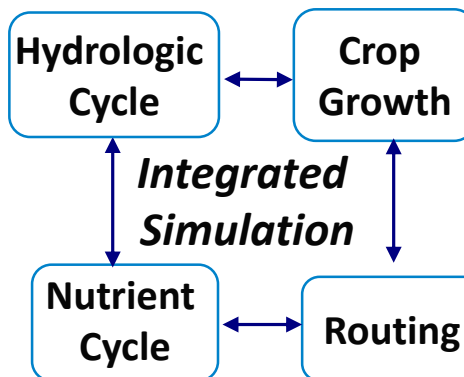 Hydrologic
Cycle
Crop
Growth
Integrated
Simulation
Nutrient
Cycle
Routing